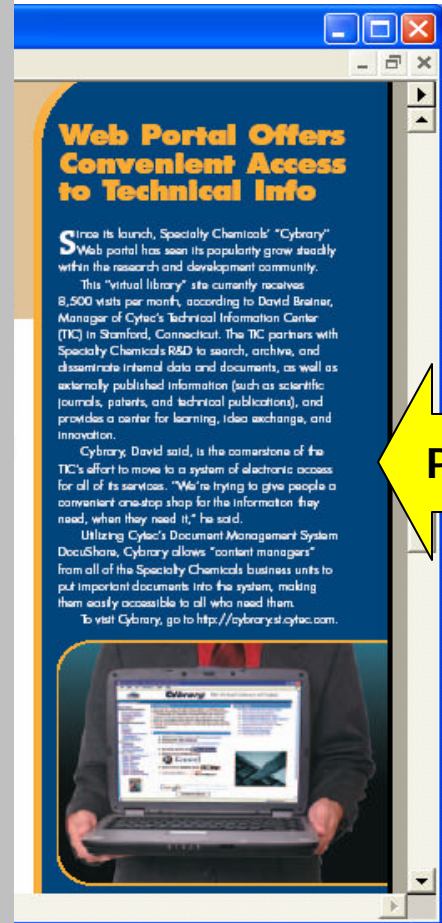 Web Portal Offers
Convenient Access
to Technical Info
Since its launch, Specialty Chemicals' "Cybrary"
Web portal has seen its popularity grow steadily
within the research and development community.
This "virtual library" site currently receives
8,500 visits per month, according to David Breiner,
Manager of Cytec's Technical Information Center
(TIC) in Stamford, Connecticut. The TIC partners with
Specialty Chemicals R&D to search, archive, and
disseminate internal data and documents, as well as
externally published information (such as scientific
journals, patents, and technical publications), and
provides a center for learning, idea exchange, and
innovation.
Cybrary, David said, is the cornerstone of the
TIC's effort to move to a system of electronic access
for all of its services. "We're trying to give people a
convenient one-stop shop for the information they
need, when they need it," he said.
Utilizing Cytec's Document Management System
DocuShare, Cybrary allows "content managers"
from all of the Specialty Chemicals business units to
put important documents into the system, making
them easily accessible to all who need them.
To visit Cybrary, go to http://cybrary.st.cytec.com.
P
Cybrary
Google